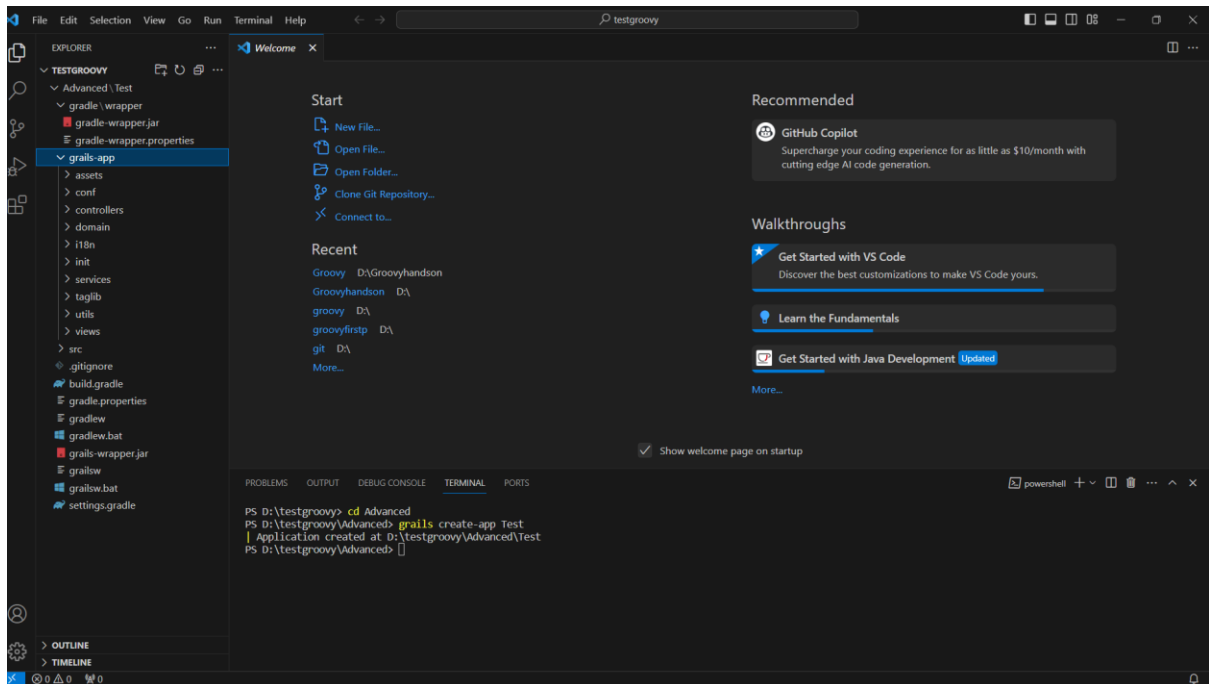 File Edit Selection View Go Run Terminal Help
testgroovy
EXPLORER
TESTGROOVY
Advanced \ Test
gradle \ wrapper
gradle-wrapper.jar
gradle-wrapper.properties
grails-app
assets
conf
controllers
domain
i18n
init
services
taglib
utils
views
src
.gitignore
build.gradle
gradle.properties
gradlew
gradlew.bat
grails-wrapper.jar
grailsw
grailsw.bat
settings.gradle
OUTLINE
TIMELINE
Welcome
Start
New File...
Open File...
Open Folder...
Clone Git Repository...
Connect to...
Recent
Groovy D:\Groovyhandson
Groovyhandson D:\
groovy D:\
groovyfirstp D:\
git D:\
More...
Recommended
GitHub Copilot
Supercharge your coding experience for as little as $10/month with
cutting edge AI code generation.
Walkthroughs
Get Started with VS Code
Discover the best customizations to make VS Code yours.
Learn the Fundamentals
Get Started with Java Development Updated
More...
Show welcome page on startup
PROBLEMS OUTPUT DEBUG CONSOLE TERMINAL PORTS
powershell
PS D:\testgroovy> cd Advanced
PS D:\testgroovy\Advanced> grails create-app Test
| Application created at D:\testgroovy\Advanced\Test
PS D:\testgroovy\Advanced>
0 0 0